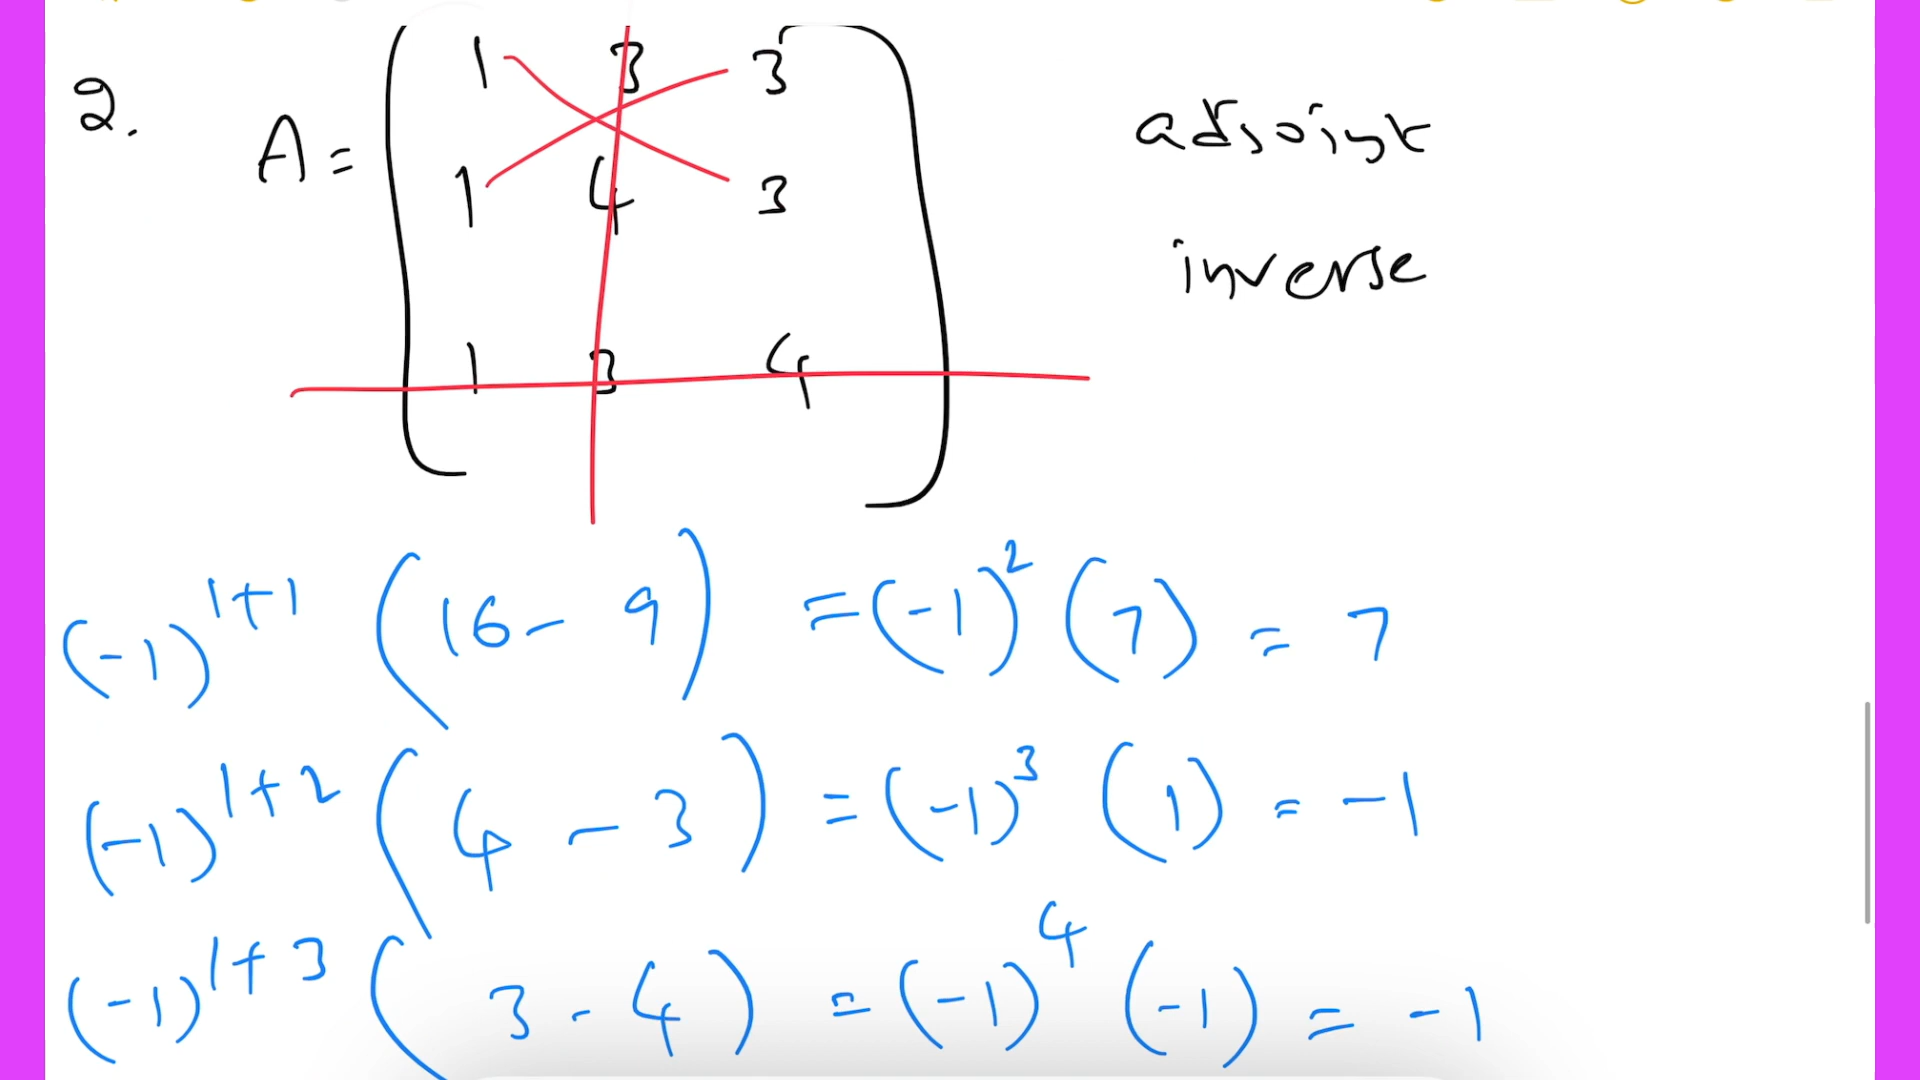 2. A = ( 1 3 3
1 4 3
1 3 4 )
adjoint
inverse
(-1)^1+1 (16 - 9) = (-1)^2 (7) = 7
(-1)^1+2 (4 - 3) = (-1)^3 (1) = -1
(-1)^1+3 (3 - 4) = (-1)^4 (-1) = -1